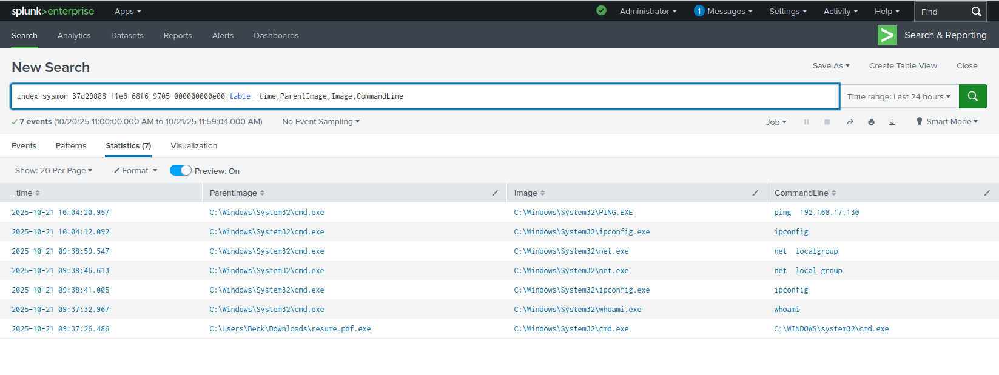 splunk>enterprise Apps Administrator 1 Messages Settings Activity Help Find
Search Analytics Datasets Reports Alerts Dashboards Search & Reporting
New Search Save As Create Table View Close
index=sysmon 37d29888-f1e6-68f6-9705-000000000e00|table _time,ParentImage,Image,CommandLine Time range: Last 24 hours
7 events (10/20/25 11:00:00.000 AM to 10/21/25 11:59:04.000 AM) No Event Sampling Job Smart Mode
Events Patterns Statistics (7) Visualization
Show: 20 Per Page Format Preview: On
_time ParentImage Image CommandLine
2025-10-21 10:04:20.957 C:\Windows\System32\cmd.exe C:\Windows\System32\PING.EXE ping  192.168.17.130
2025-10-21 10:04:12.092 C:\Windows\System32\cmd.exe C:\Windows\System32\ipconfig.exe ipconfig
2025-10-21 09:38:59.547 C:\Windows\System32\cmd.exe C:\Windows\System32\net.exe net  localgroup
2025-10-21 09:38:46.613 C:\Windows\System32\cmd.exe C:\Windows\System32\net.exe net  local group
2025-10-21 09:38:41.005 C:\Windows\System32\cmd.exe C:\Windows\System32\ipconfig.exe ipconfig
2025-10-21 09:37:32.967 C:\Windows\System32\cmd.exe C:\Windows\System32\whoami.exe whoami
2025-10-21 09:37:26.486 C:\Users\Beck\Downloads\resume.pdf.exe C:\Windows\System32\cmd.exe C:\WINDOWS\system32\cmd.exe